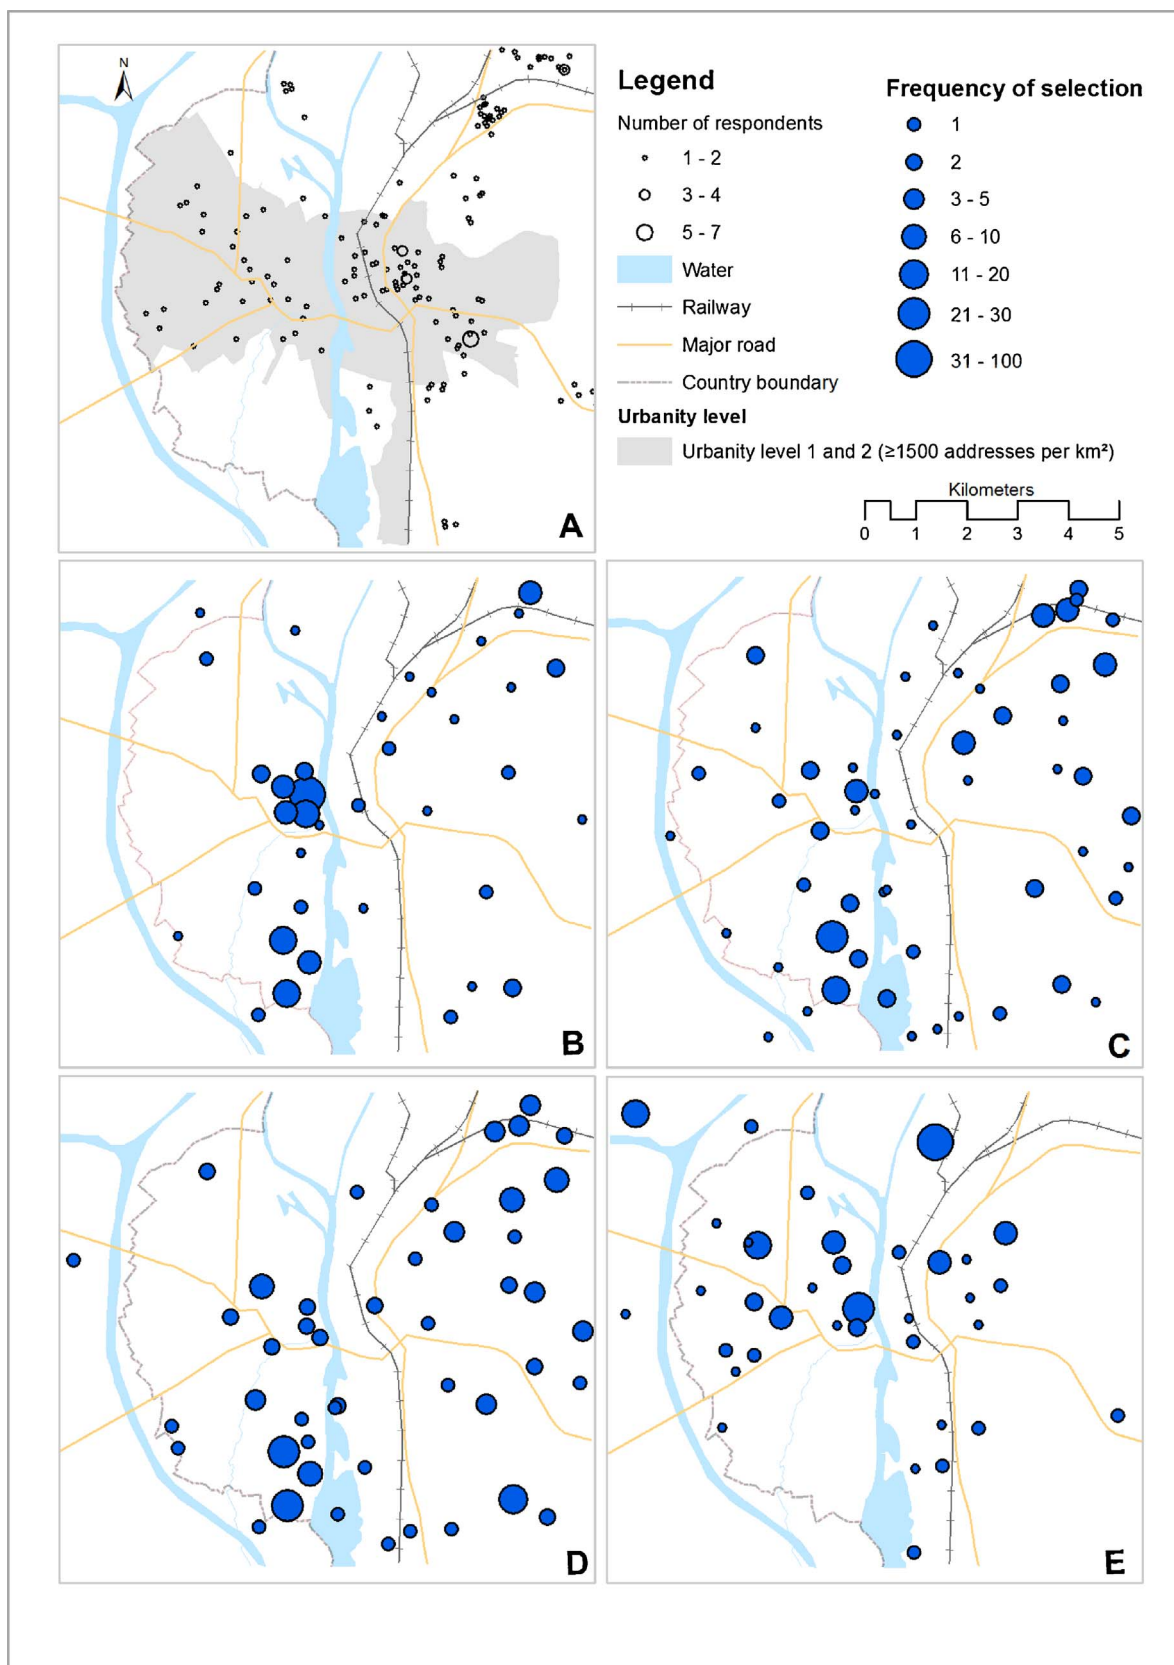 N
A
Legend
Number of respondents
1 - 2
3 - 4
5 - 7
Water
Railway
Major road
Country boundary
Urbanity level
Urbanity level 1 and 2 (≥1500 addresses per km²)
Frequency of selection
1
2
3 - 5
6 - 10
11 - 20
21 - 30
31 - 100
Kilometers
0 1 2 3 4 5
B
C
D
E